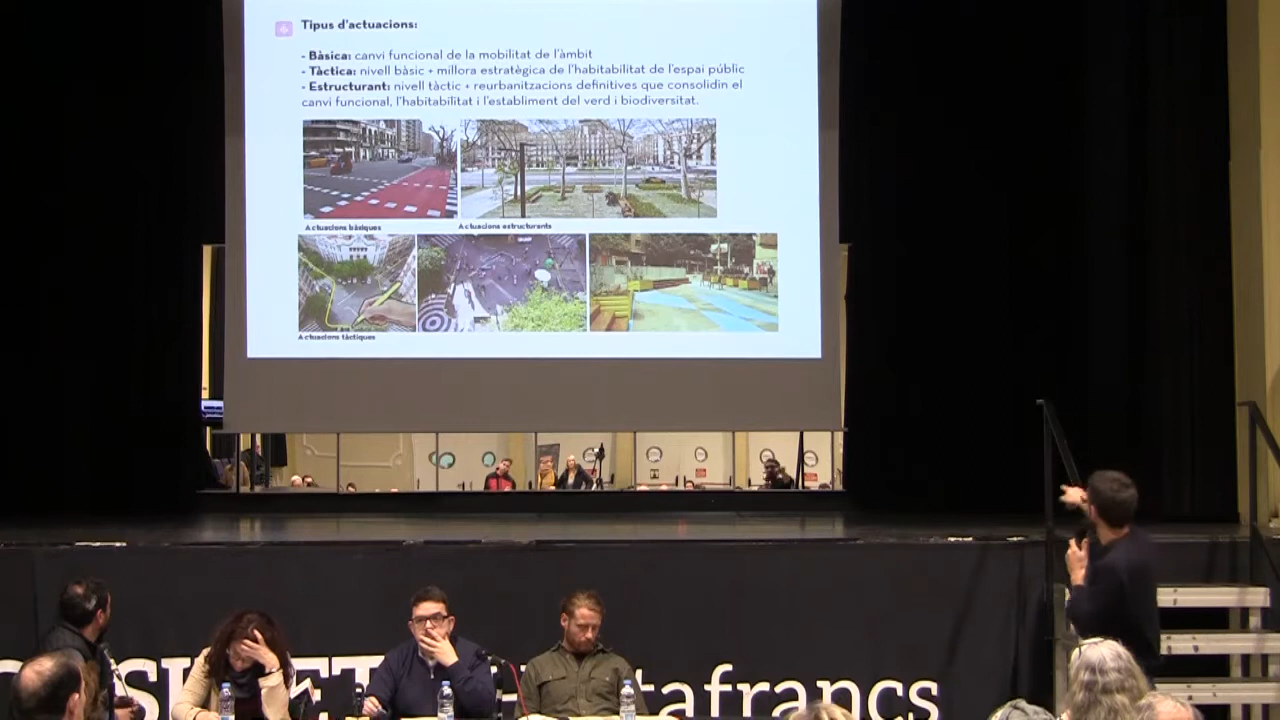 Tipus d'actuacions:
- Bàsica: canvi funcional de la mobilitat de l'àmbit
- Tàctica: nivell bàsic + millora estratègica de l'habitabilitat de l'espai públic
- Estructurant: nivell tàctic + reurbanitzacions definitives que consolidin el
canvi funcional, l'habitabilitat i l'establiment del verd i biodiversitat.
Actuacions bàsiques
Actuacions estructurants
Actuacions tàctiques
tafrancs